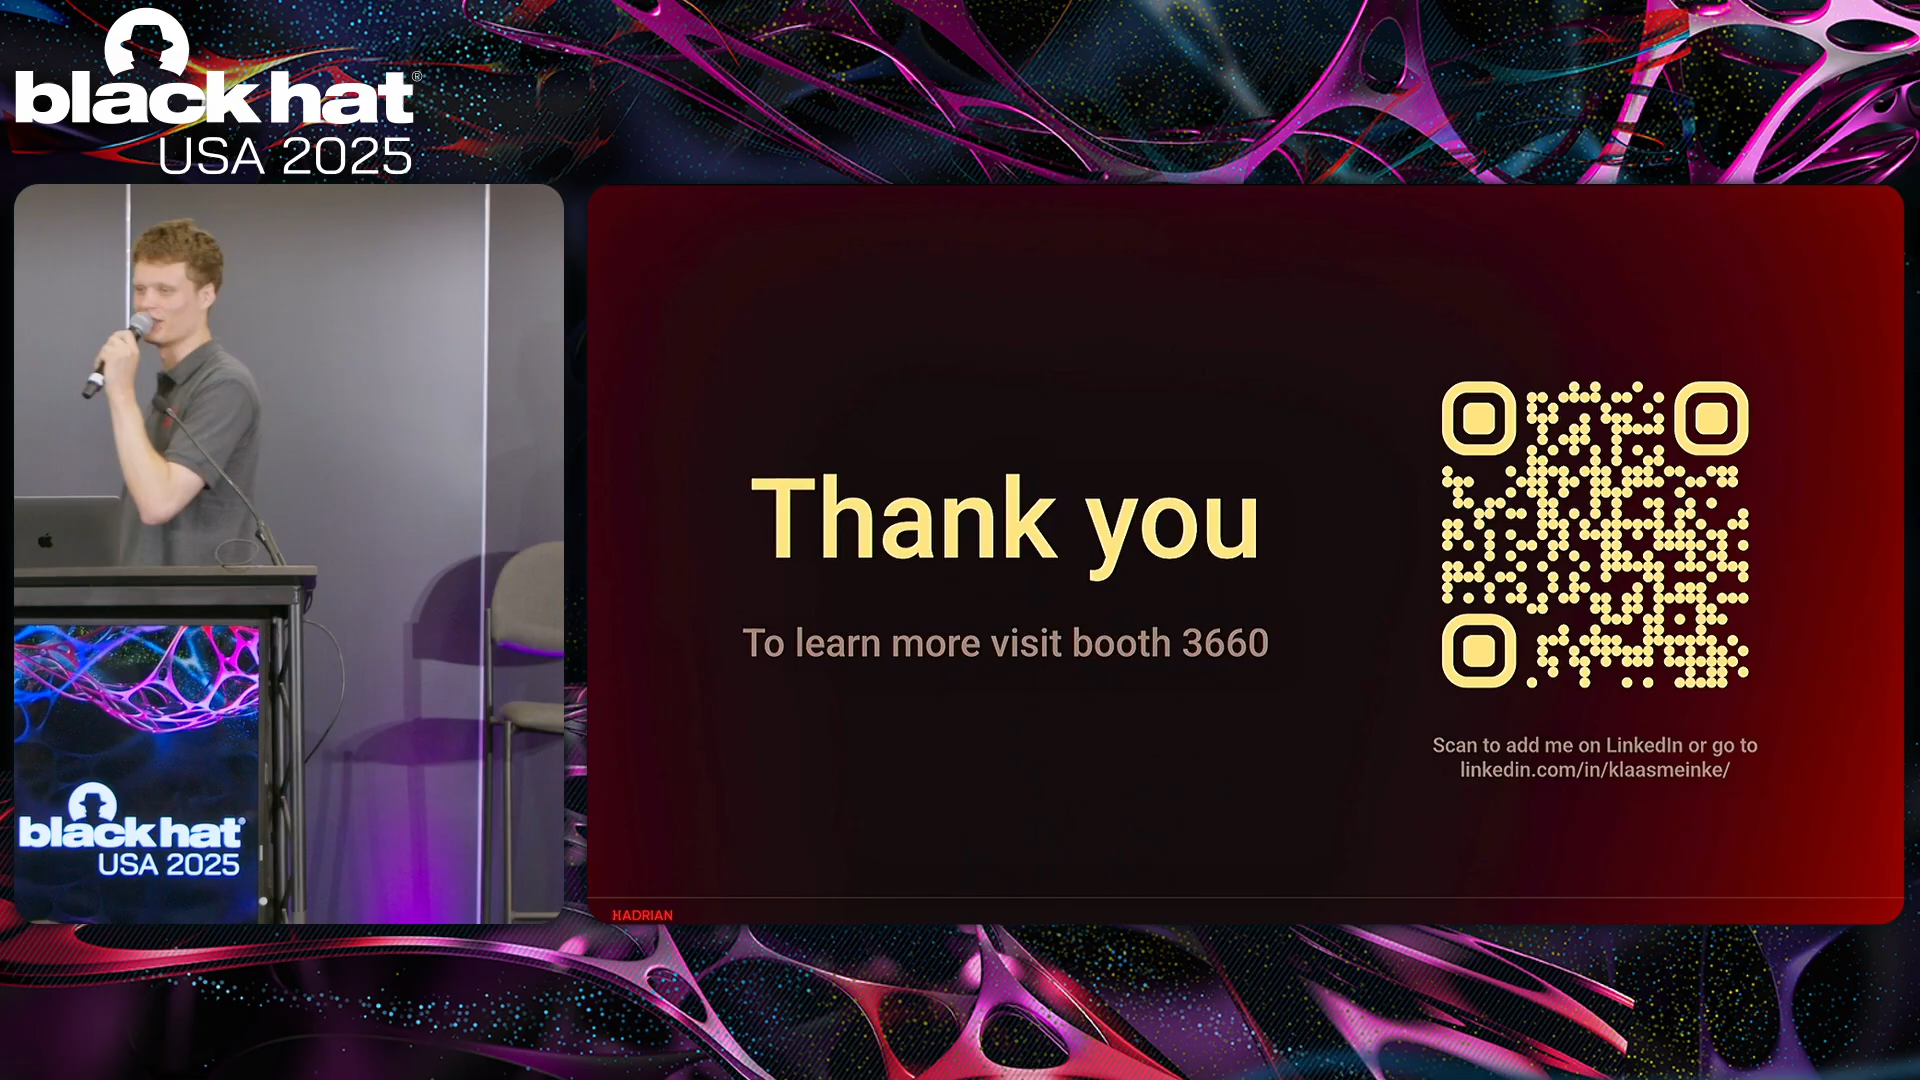 black hat®
USA 2025
Thank you
To learn more visit booth 3660
Scan to add me on LinkedIn or go to
linkedin.com/in/klaasmeinke/
HADRIAN
black hat®
USA 2025